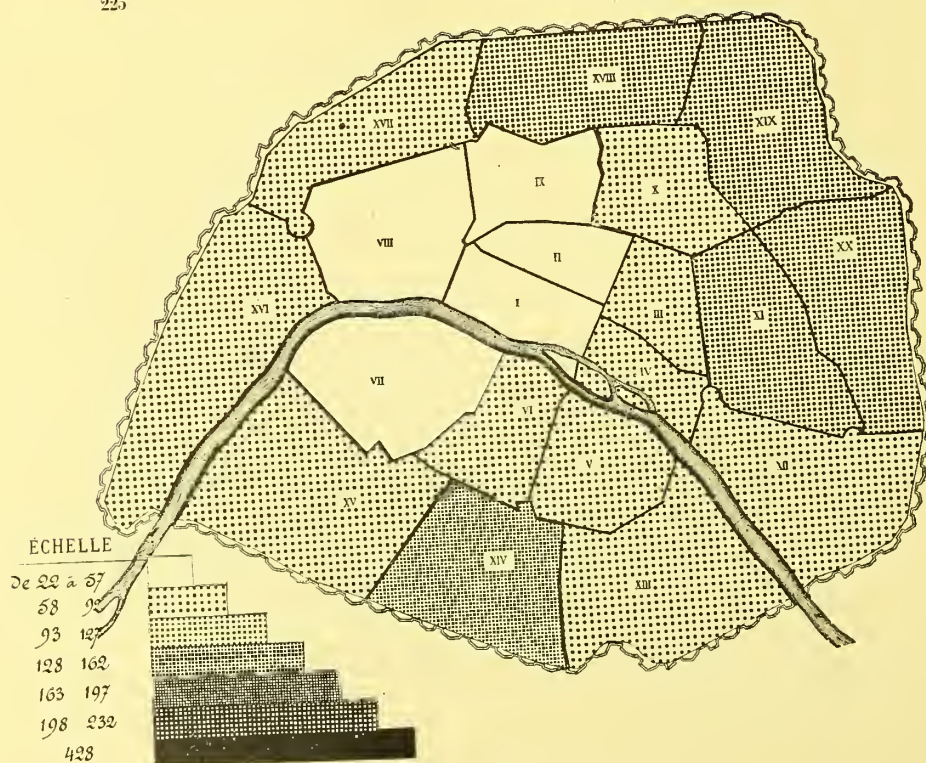 225
XVIII
XIX
XVII
IX
X
VIII
II
XX
XVI
I
III
XI
VII
IV
VI
V
XII
XV
XIV
XIII
ÉCHELLE
De 22 à 57
58 92
93 127
128 162
163 197
198 232
428